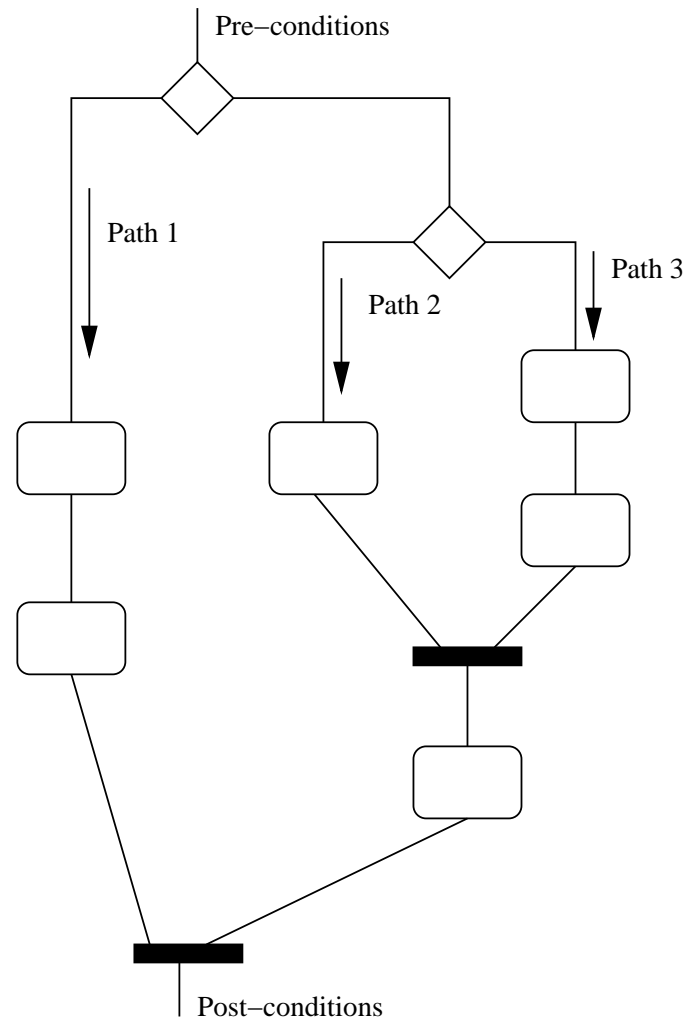 Pre−conditions
Path 1
Path 3
Path 2
Post−conditions